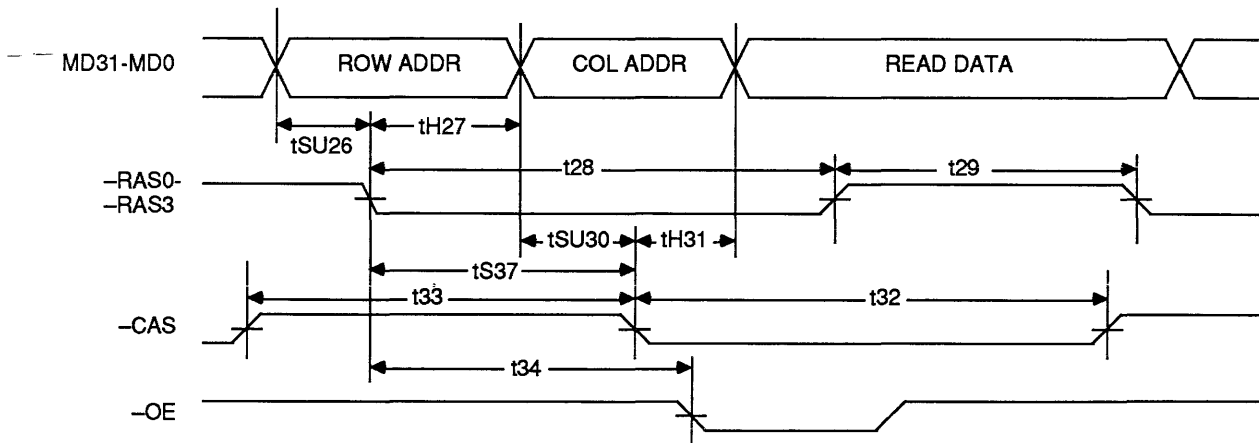 MD31-MD0
ROW ADDR
COL ADDR
READ DATA
tSU26
tH27
–RAS0-
–RAS3
t28
t29
tSU30
tH31
tS37
t33
t32
–CAS
t34
–OE